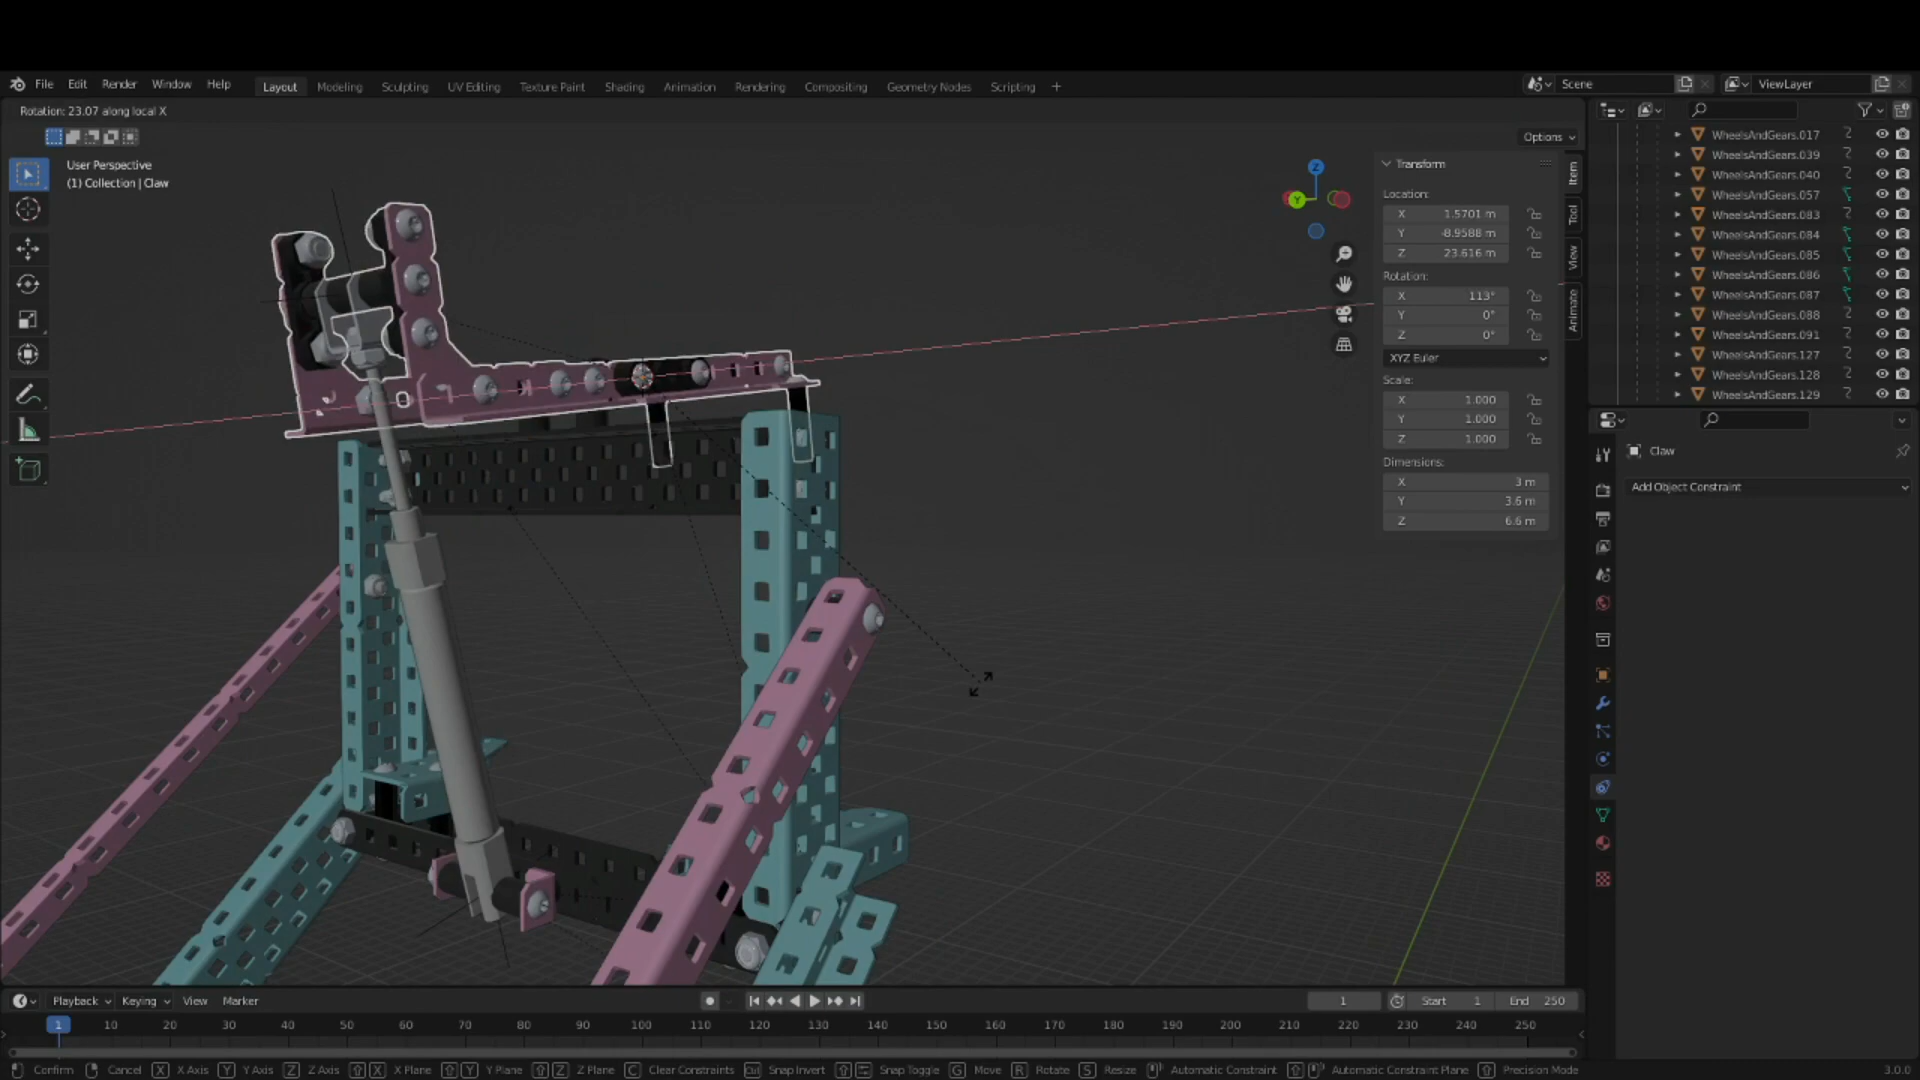 File Edit Render Window Help Layout Modeling Sculpting UV Editing Texture Paint Shading Animation Rendering Compositing Geometry Nodes Scripting + Scene ViewLayer
Rotation: 23.07 along local X
Options
User Perspective
(1) Collection | Claw
Transform
Location:
X 1.5701 m
Y -8.9588 m
Z 23.616 m
Rotation:
X 113°
Y 0°
Z 0°
XYZ Euler
Scale:
X 1.000
Y 1.000
Z 1.000
Dimensions:
X 3 m
Y 3.6 m
Z 6.6 m
Item
Tool
View
Animate
Z
Y
WheelsAndGears.017
WheelsAndGears.039
WheelsAndGears.040
WheelsAndGears.057
WheelsAndGears.083
WheelsAndGears.084
WheelsAndGears.085
WheelsAndGears.086
WheelsAndGears.087
WheelsAndGears.088
WheelsAndGears.091
WheelsAndGears.127
WheelsAndGears.128
WheelsAndGears.129
Claw
Add Object Constraint
Playback Keying View Marker 1 Start 1 End 250
1 10 20 30 40 50 60 70 80 90 100 110 120 130 140 150 160 170 180 190 200 210 220 230 240 250
Confirm Cancel X X Axis Y Y Axis Z Z Axis X X Plane Y Y Plane Z Z Plane C Clear Constraints Ctrl Snap Invert Snap Toggle G Move R Rotate S Resize Automatic Constraint Automatic Constraint Plane Precision Mode 3.0.0